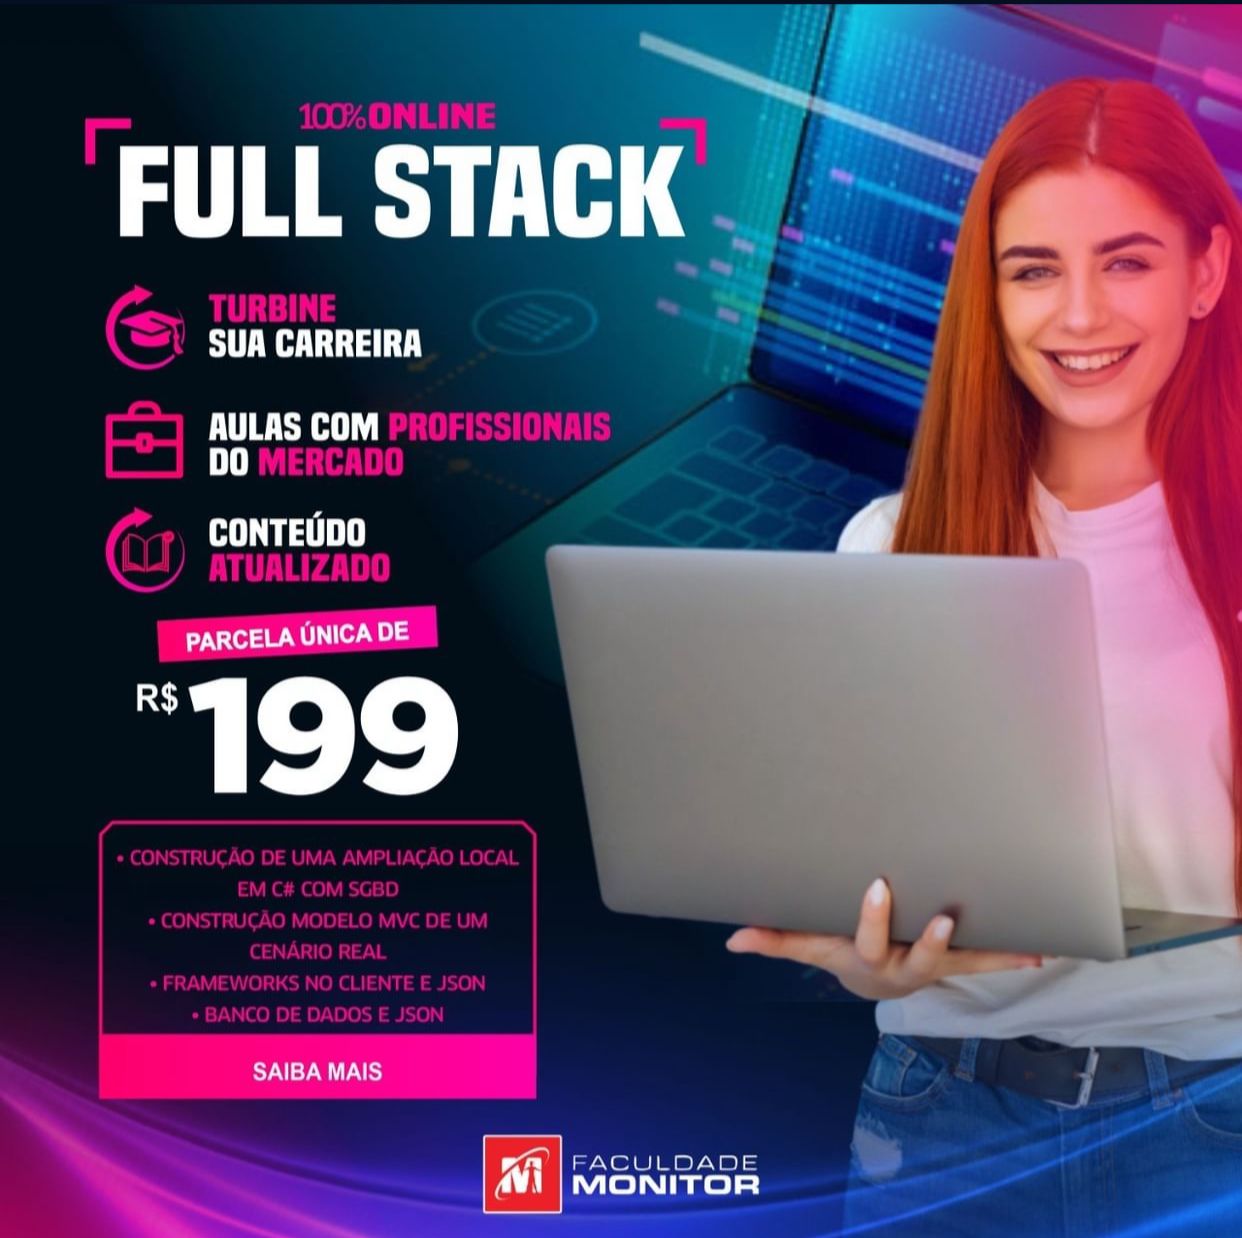 100% ONLINE
FULL STACK
TURBINE
SUA CARREIRA
AULAS COM PROFISSIONAIS
DO MERCADO
CONTEÚDO
ATUALIZADO
PARCELA ÚNICA DE
R$ 199
• CONSTRUÇÃO DE UMA AMPLIAÇÃO LOCAL
EM C# COM SGBD
• CONSTRUÇÃO MODELO MVC DE UM
CENÁRIO REAL
• FRAMEWORKS NO CLIENTE E JSON
• BANCO DE DADOS E JSON
SAIBA MAIS
M FACULDADE
MONITOR